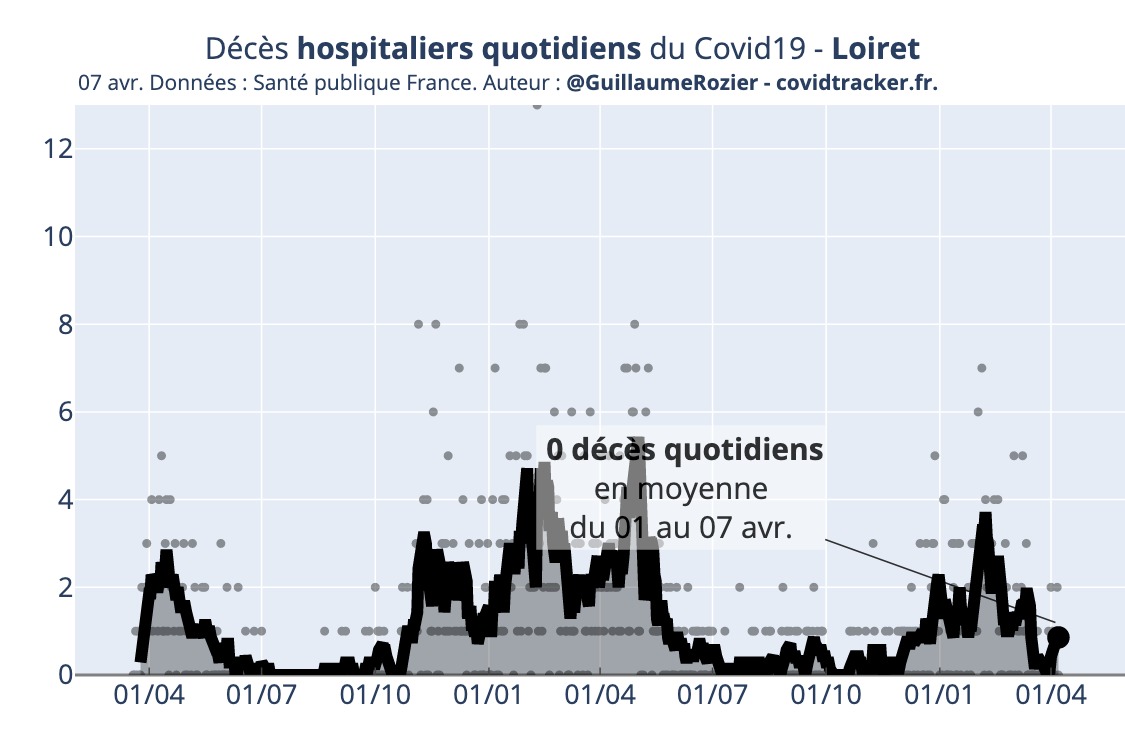 Décès hospitaliers quotidiens du Covid19 - Loiret
07 avr. Données : Santé publique France. Auteur : @GuillaumeRozier - covidtracker.fr.
12
10
8
6
4
2
0
0 décès quotidiens
en moyenne
du 01 au 07 avr.
01/04 01/07 01/10 01/01 01/04 01/07 01/10 01/01 01/04